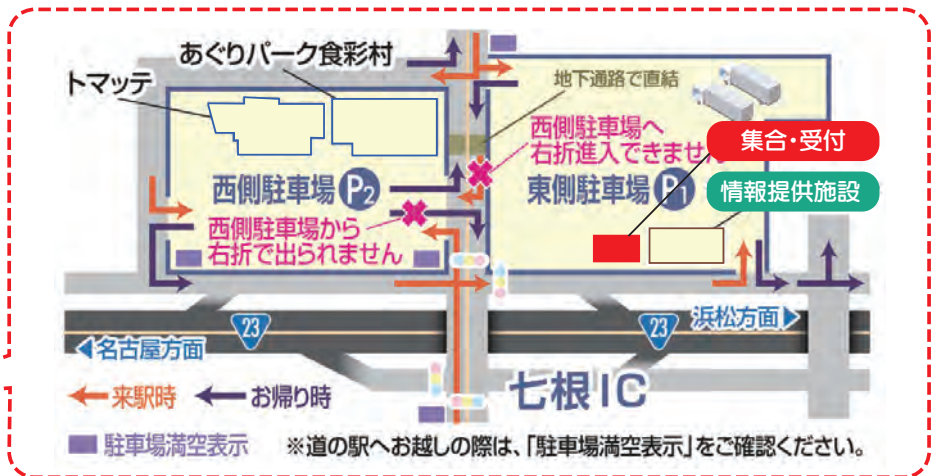 あぐりパーク食彩村
トマッテ
地下通路で直結
西側駐車場へ
右折進入できません
集合・受付
西側駐車場 P2
東側駐車場 P1
情報提供施設
西側駐車場から
右折で出られません
23
23
浜松方面
名古屋方面
七根IC
来駅時
お帰り時
駐車場満空表示
※道の駅へお越しの際は、「駐車場満空表示」をご確認ください。